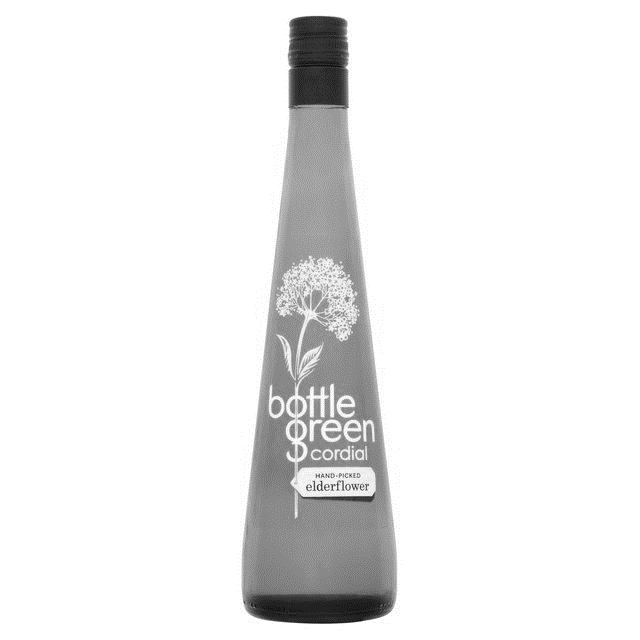 bottle
green
cordial
HAND-PICKED
elderflower